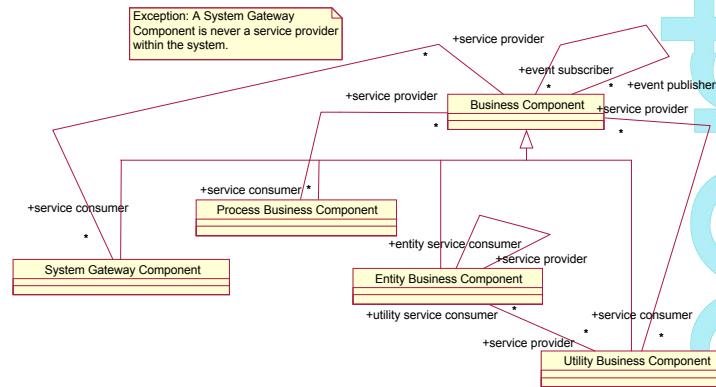 Exception: A System Gateway
Component is never a service provider
within the system.
+service provider
*
+event subscriber
*
+event publisher
*
+service provider
*
Business Component
+service provider
*
+service consumer
*
Process Business Component
+service consumer
*
System Gateway Component
+entity service consumer
+service provider
Entity Business Component
*
+utility service consumer
*
+service provider
+service consumer
*
Utility Business Component